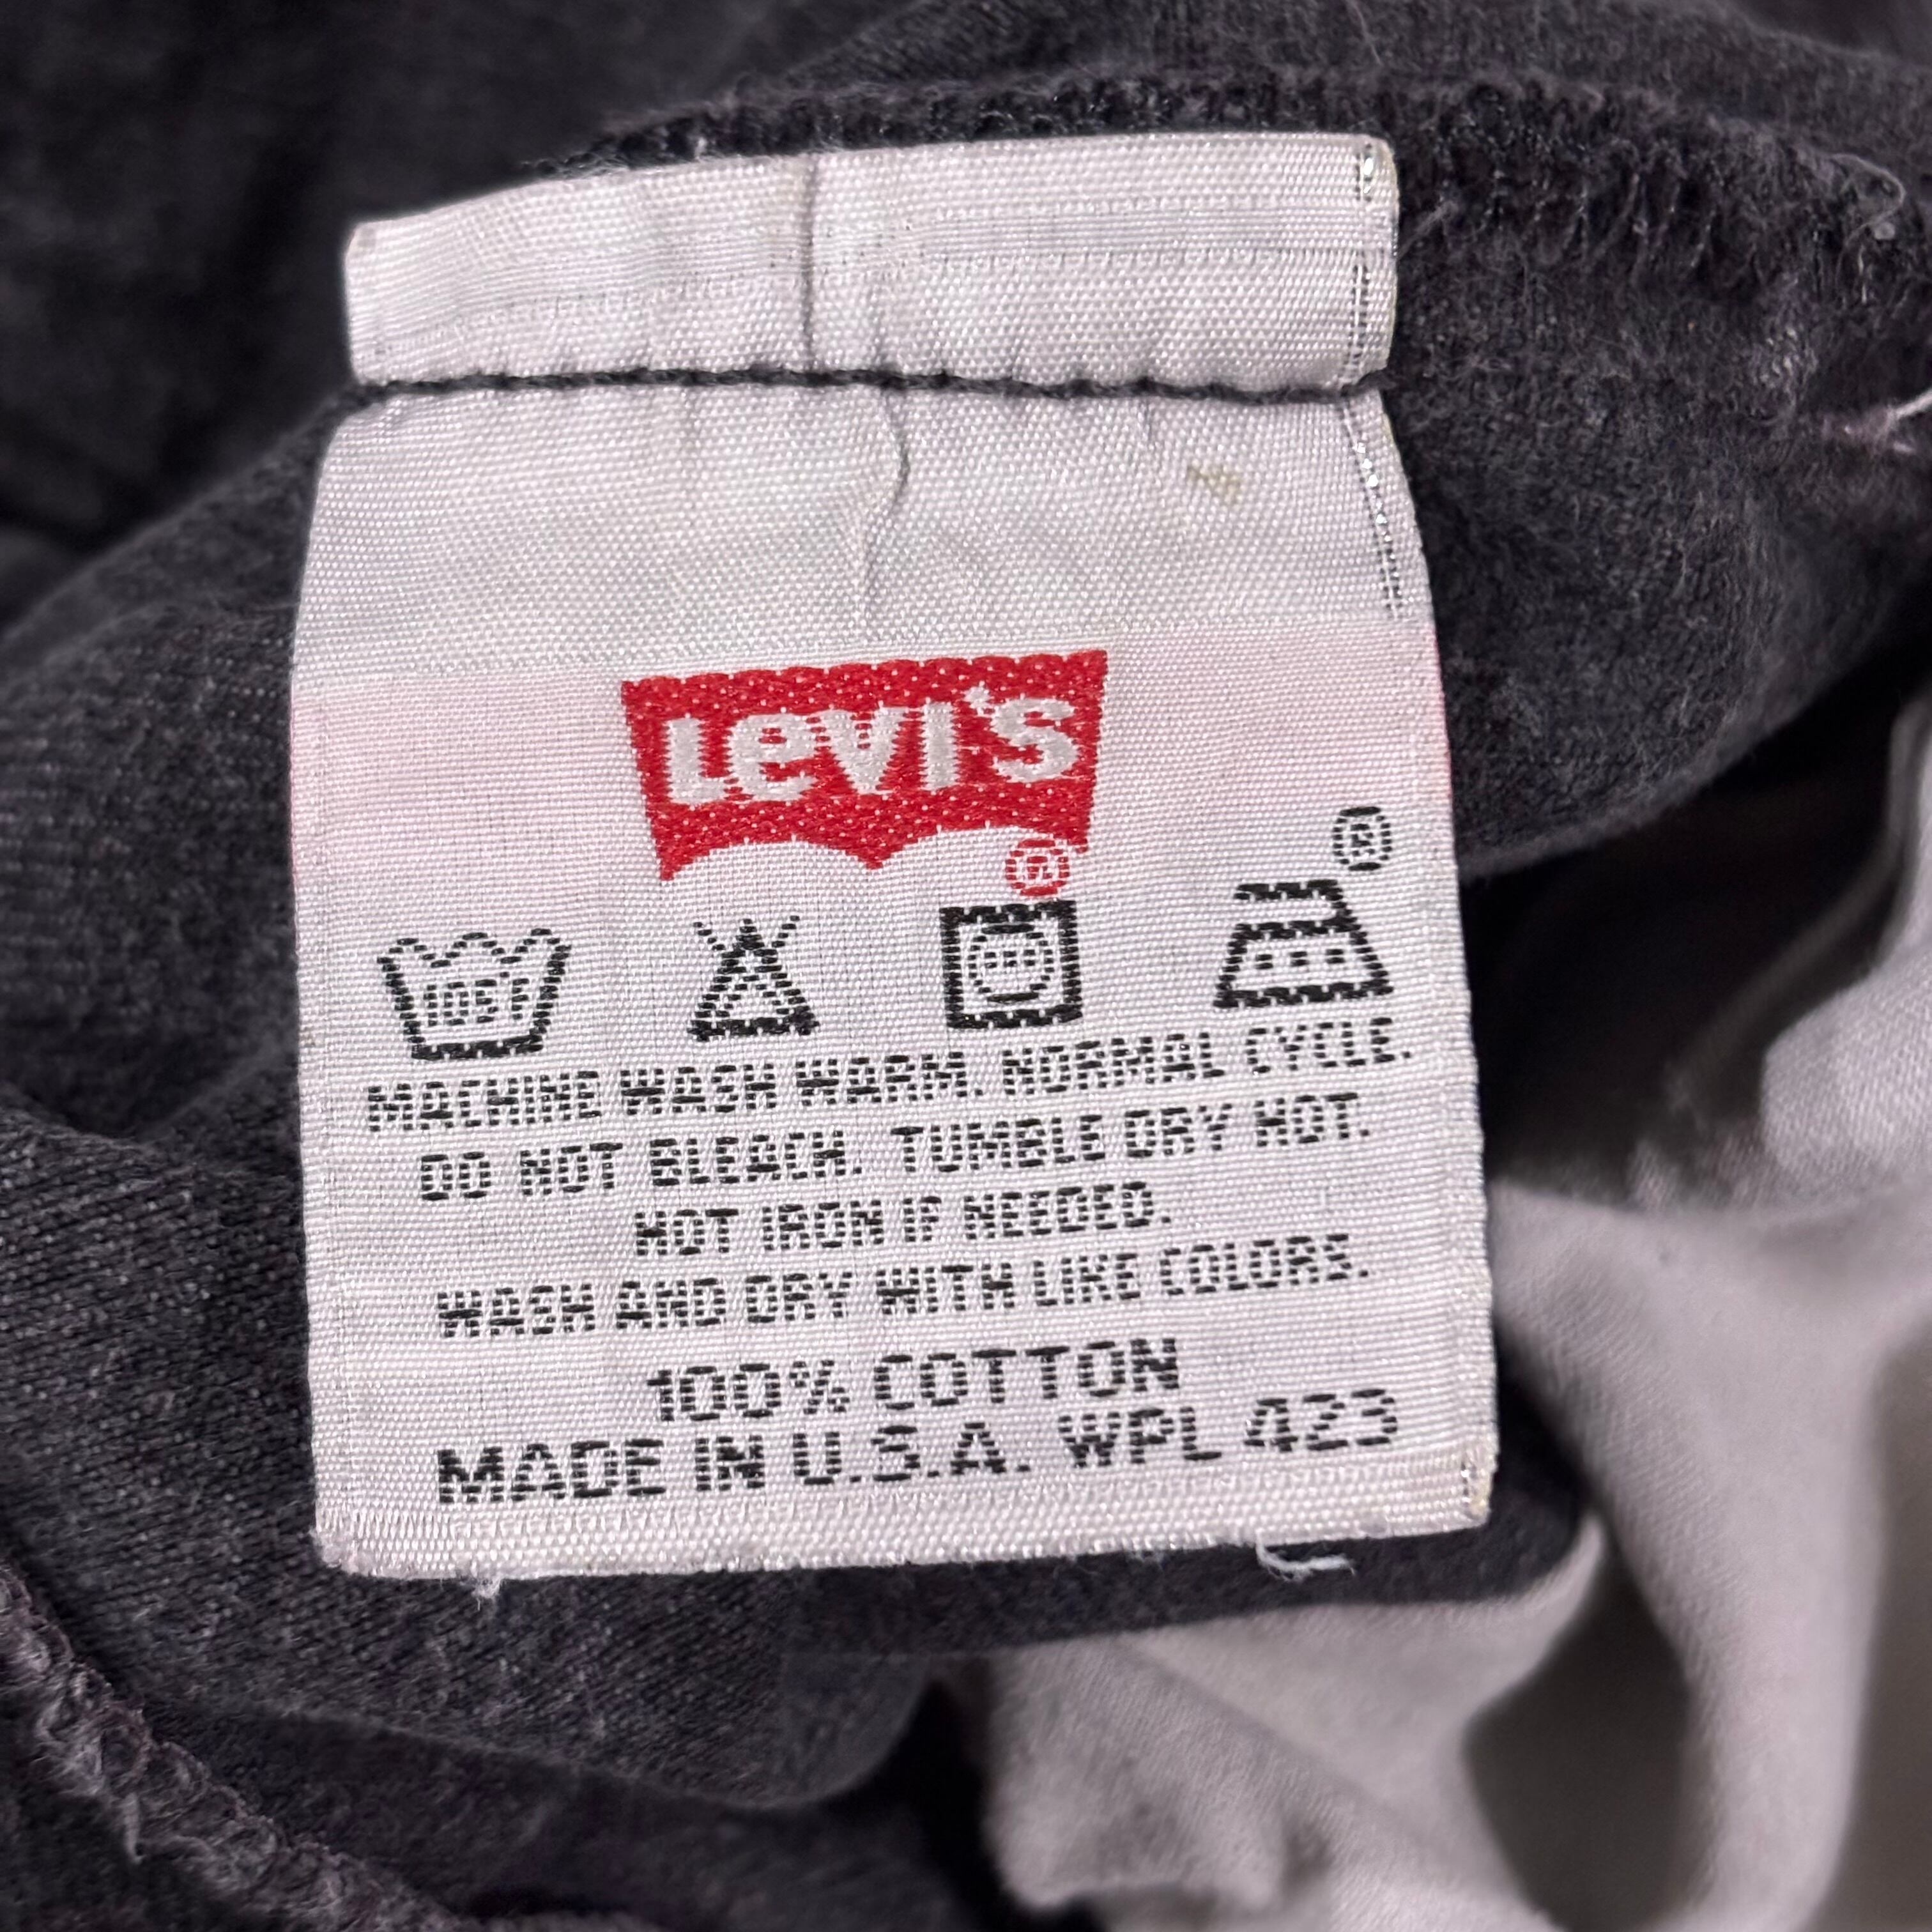 Levi's
®
®
105F
MACHINE WASH WARM. NORMAL CYCLE.
DO NOT BLEACH. TUMBLE DRY HOT.
HOT IRON IF NEEDED.
WASH AND DRY WITH LIKE COLORS.
100% COTTON
MADE IN U.S.A. WPL 423